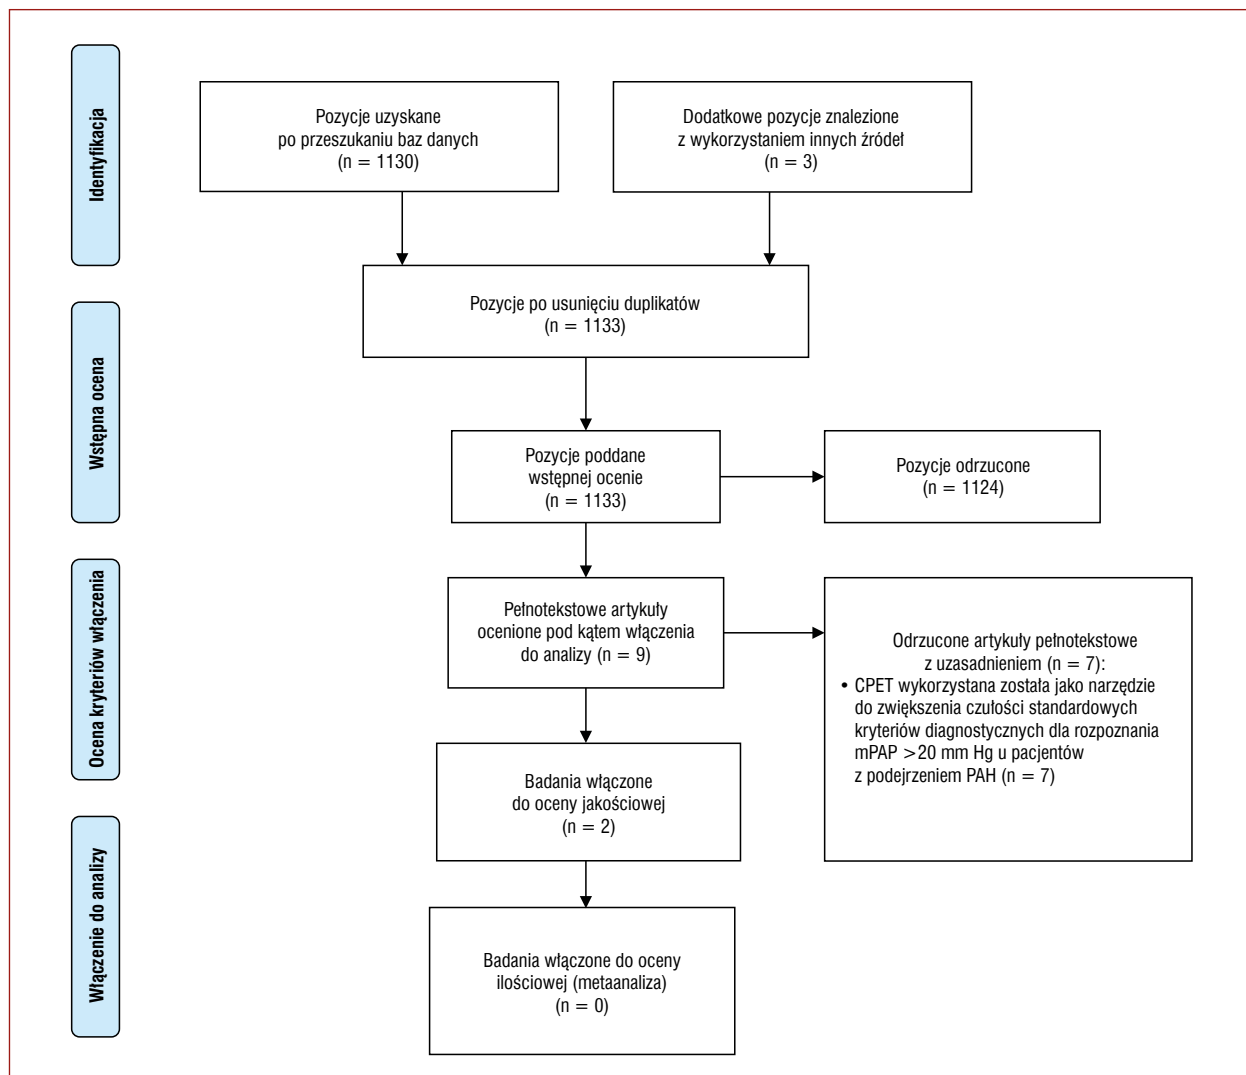 Identyfikacja
Pozycje uzyskane
po przeszukaniu baz danych
(n = 1130)
Dodatkowe pozycje znalezione
z wykorzystaniem innych źródeł
(n = 3)
Pozycje po usunięciu duplikatów
(n = 1133)
Wstępna ocena
Pozycje poddane
wstępnej ocenie
(n = 1133)
Pozycje odrzucone
(n = 1124)
Ocena kryteriów włączenia
Pełnotekstowe artykuły
ocenione pod kątem włączenia
do analizy (n = 9)
Odrzucone artykuły pełnotekstowe
z uzasadnieniem (n = 7):
• CPET wykorzystana została jako narzędzie
do zwiększenia czułości standardowych
kryteriów diagnostycznych dla rozpoznania
mPAP >20 mm Hg u pacjentów
z podejrzeniem PAH (n = 7)
Badania włączone
do oceny jakościowej
(n = 2)
Włączenie do analizy
Badania włączone do oceny
ilościowej (metaanaliza)
(n = 0)